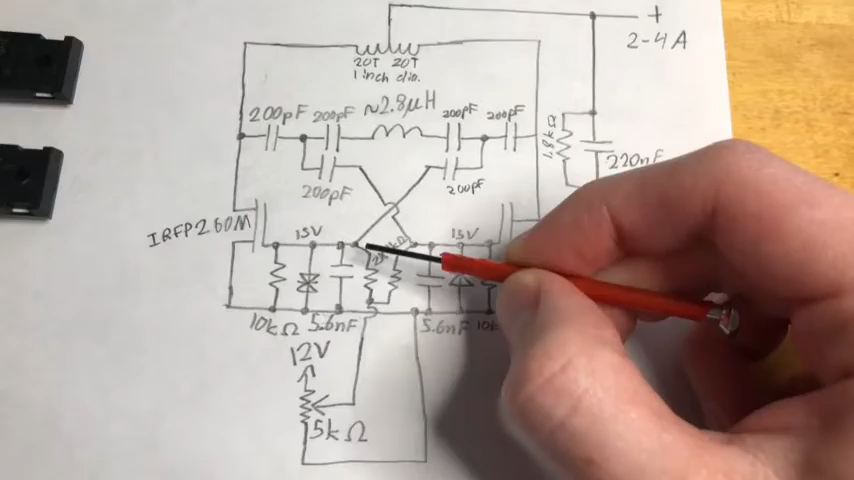 +
2-4A
20T 20T
1 inch dia.
200pF 200pF ~2.8μH 200pF 200pF
1.8kΩ
220nF
200pF 200pF
IRFP260M 15V 15V
10kΩ 5.6nF 5.6nF 10k
12V
5kΩ